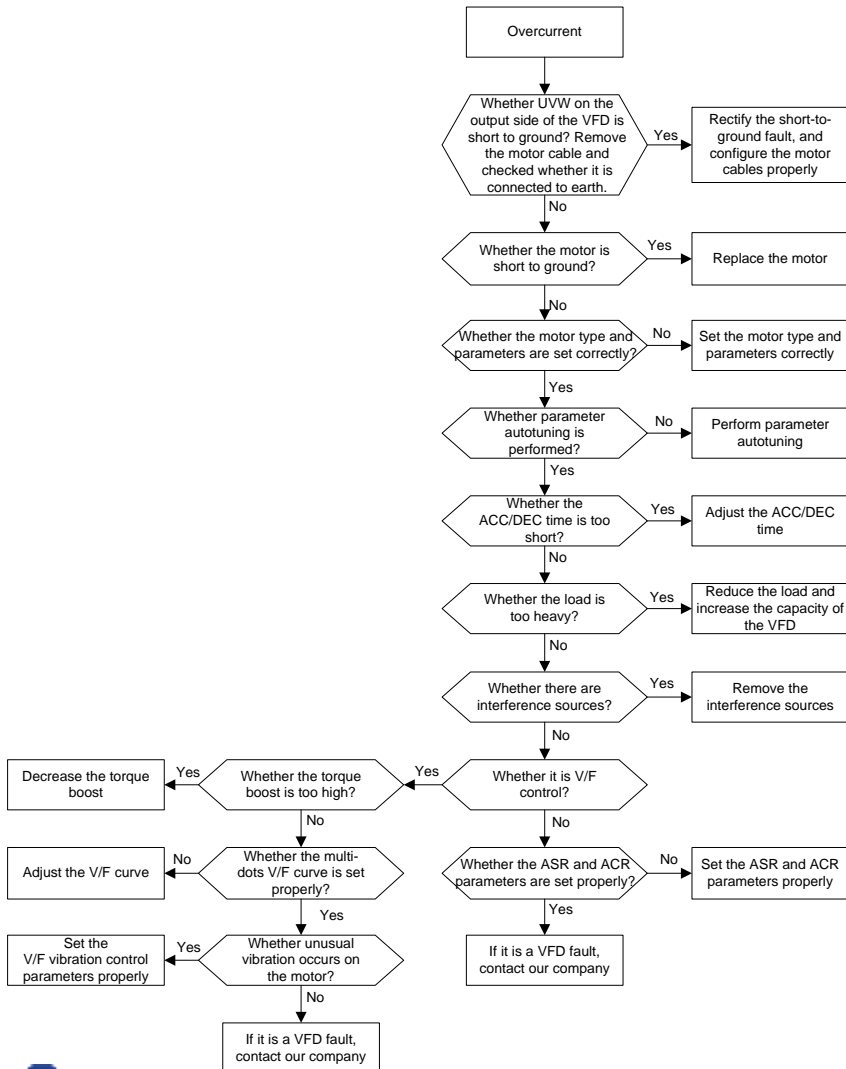 Overcurrent
Whether UVW on the
output side of the VFD is
short to ground? Remove
the motor cable and
checked whether it is
connected to earth.
Yes
Rectify the short-to-
ground fault, and
configure the motor
cables properly
No
Whether the motor is
short to ground?
Yes
Replace the motor
No
Whether the motor type and
parameters are set correctly?
No
Set the motor type and
parameters correctly
Yes
Whether parameter
autotuning is
performed?
No
Perform parameter
autotuning
Yes
Whether the
ACC/DEC time is too
short?
Yes
Adjust the ACC/DEC
time
No
Whether the load is
too heavy?
Yes
Reduce the load and
increase the capacity of
the VFD
No
Whether there are
interference sources?
Yes
Remove the
interference sources
No
Whether it is V/F
control?
Yes
Whether the torque
boost is too high?
Yes
Decrease the torque
boost
No
No
Whether the multi-
dots V/F curve is set
properly?
No
Adjust the V/F curve
Whether the ASR and ACR
parameters are set properly?
No
Set the ASR and ACR
parameters properly
Yes
Yes
Whether unusual
vibration occurs on
the motor?
Yes
Set the
V/F vibration control
parameters properly
If it is a VFD fault,
contact our company
No
If it is a VFD fault,
contact our company